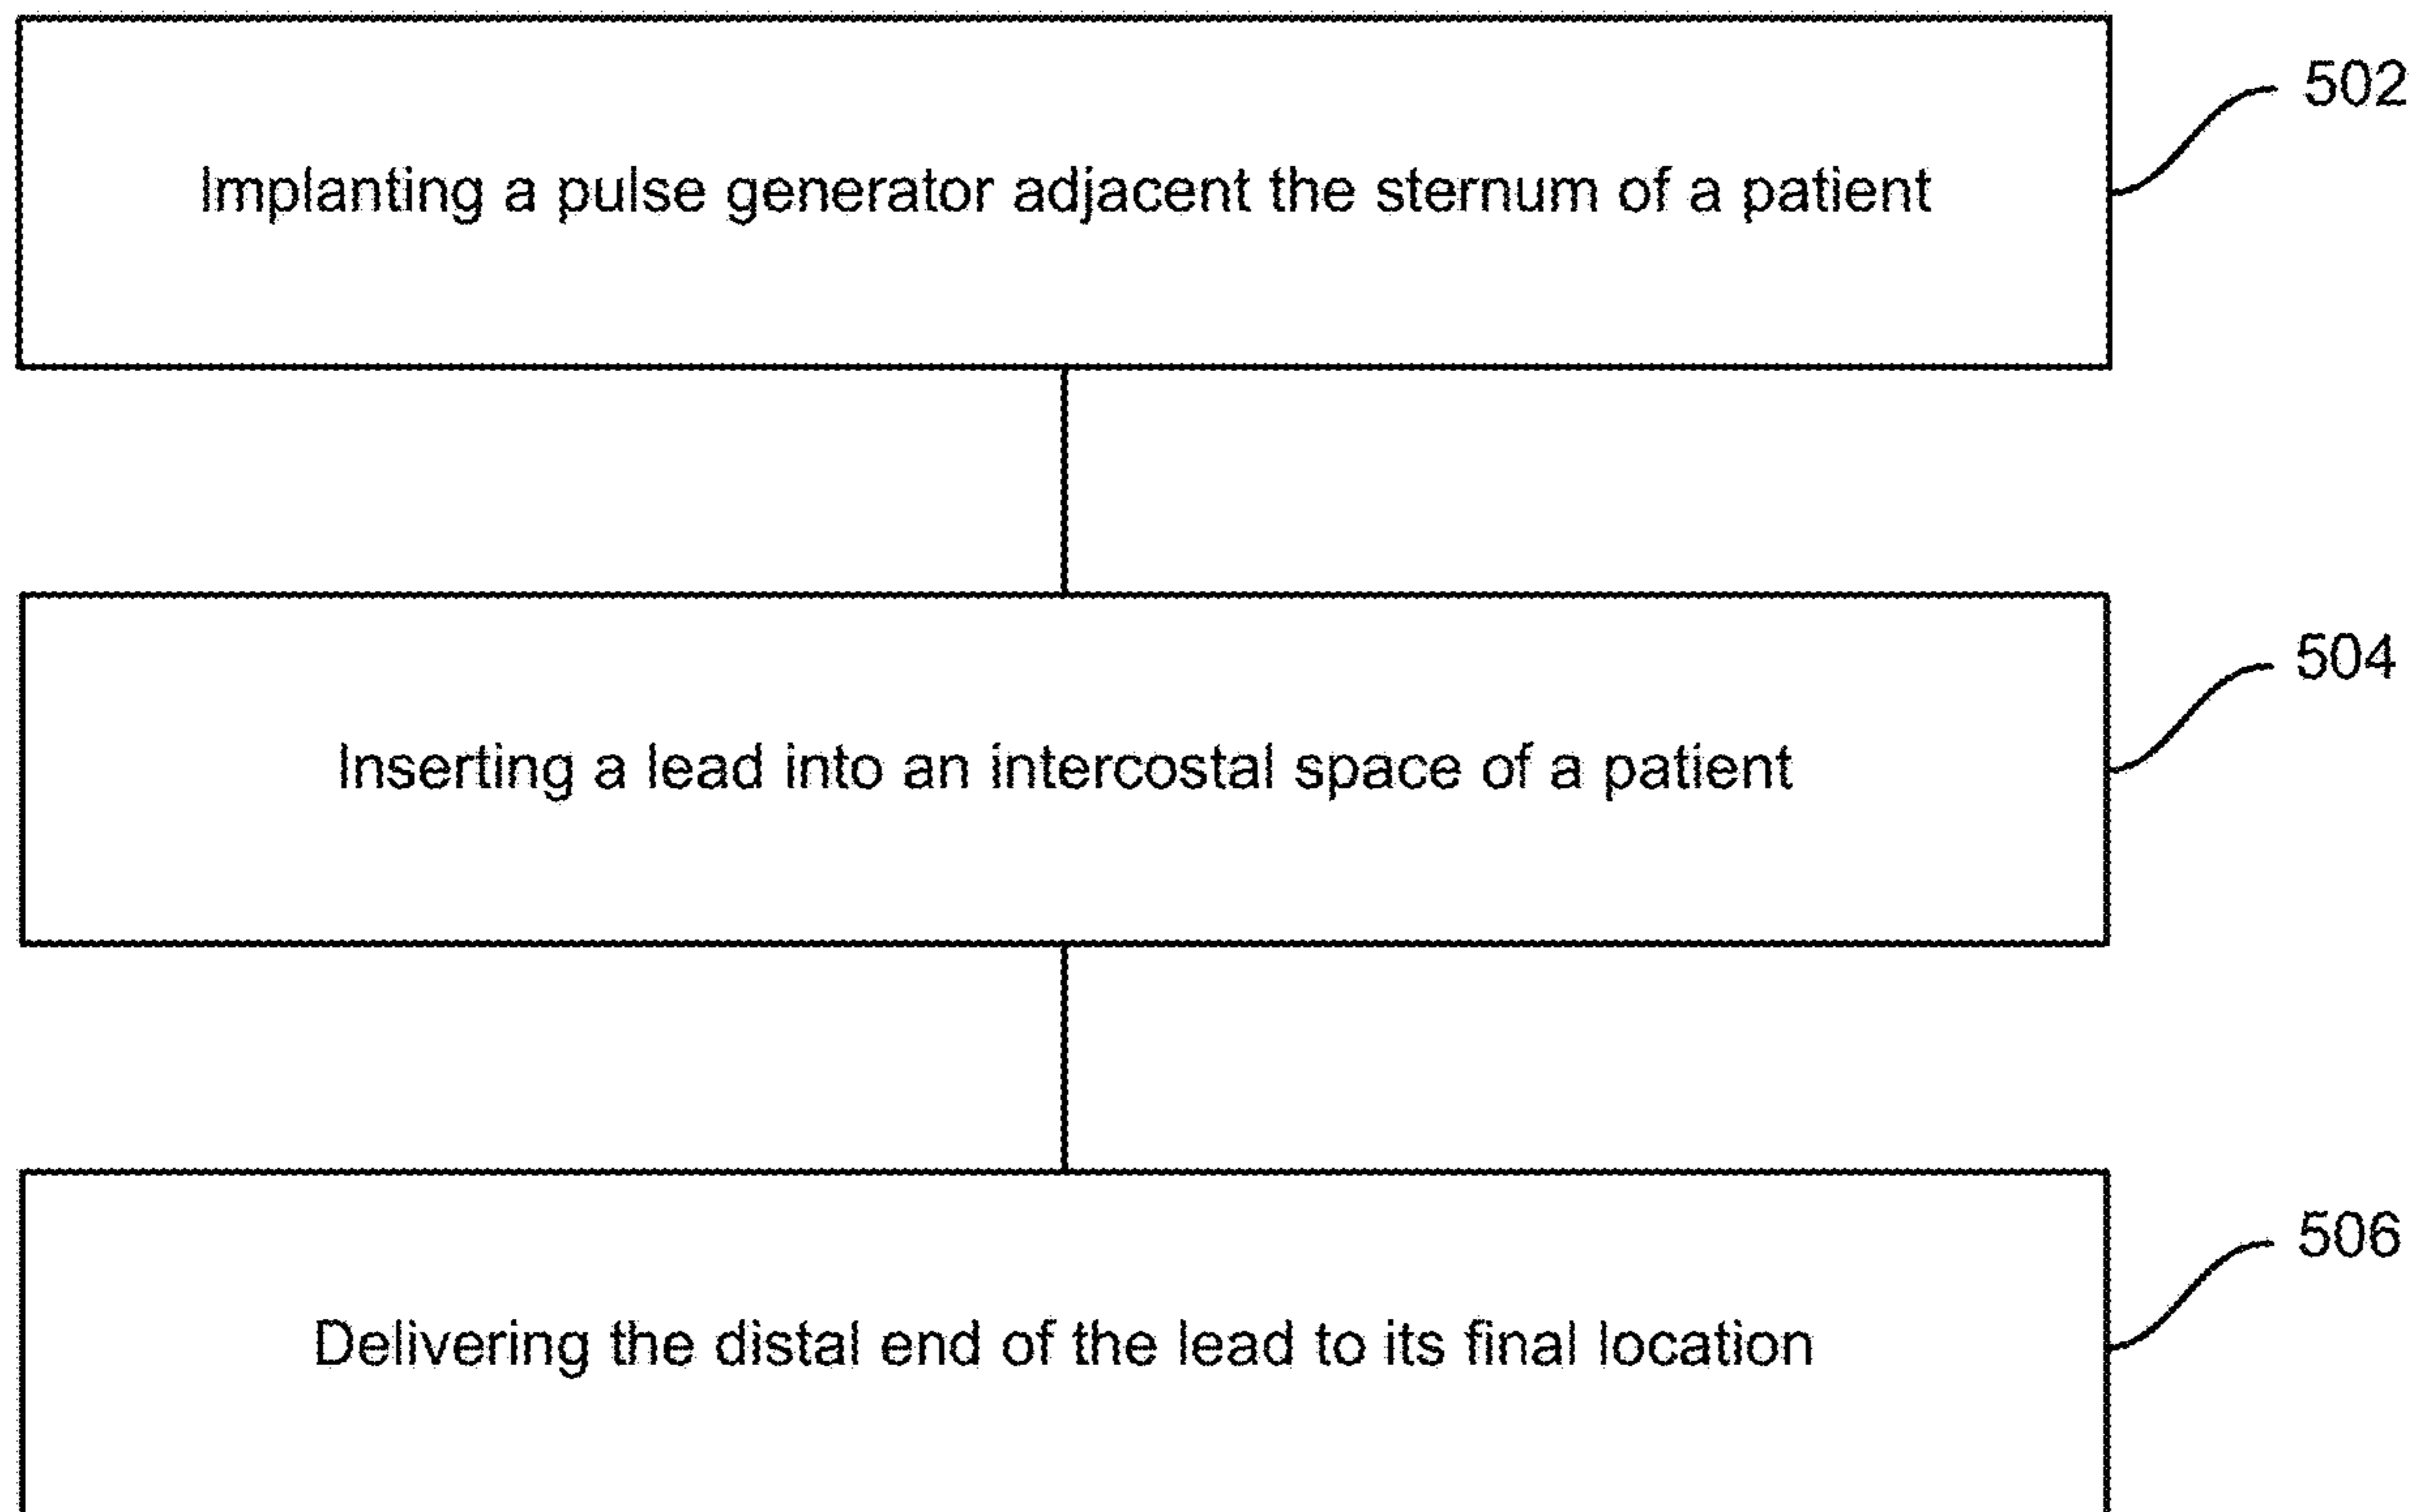 502
Implanting a pulse generator adjacent the sternum of a patient
504
Inserting a lead into an intercostal space of a patient
506
Delivering the distal end of the lead to its final location